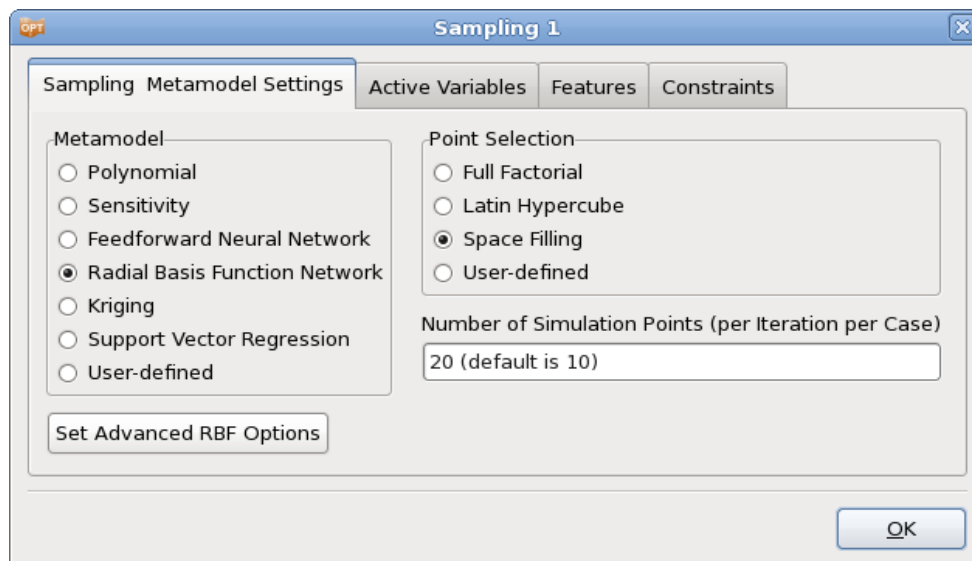 OPT
Sampling 1
Sampling Metamodel Settings
Active Variables
Features
Constraints
Metamodel
Polynomial
Sensitivity
Feedforward Neural Network
Radial Basis Function Network
Kriging
Support Vector Regression
User-defined
Set Advanced RBF Options
Point Selection
Full Factorial
Latin Hypercube
Space Filling
User-defined
Number of Simulation Points (per Iteration per Case)
20 (default is 10)
OK